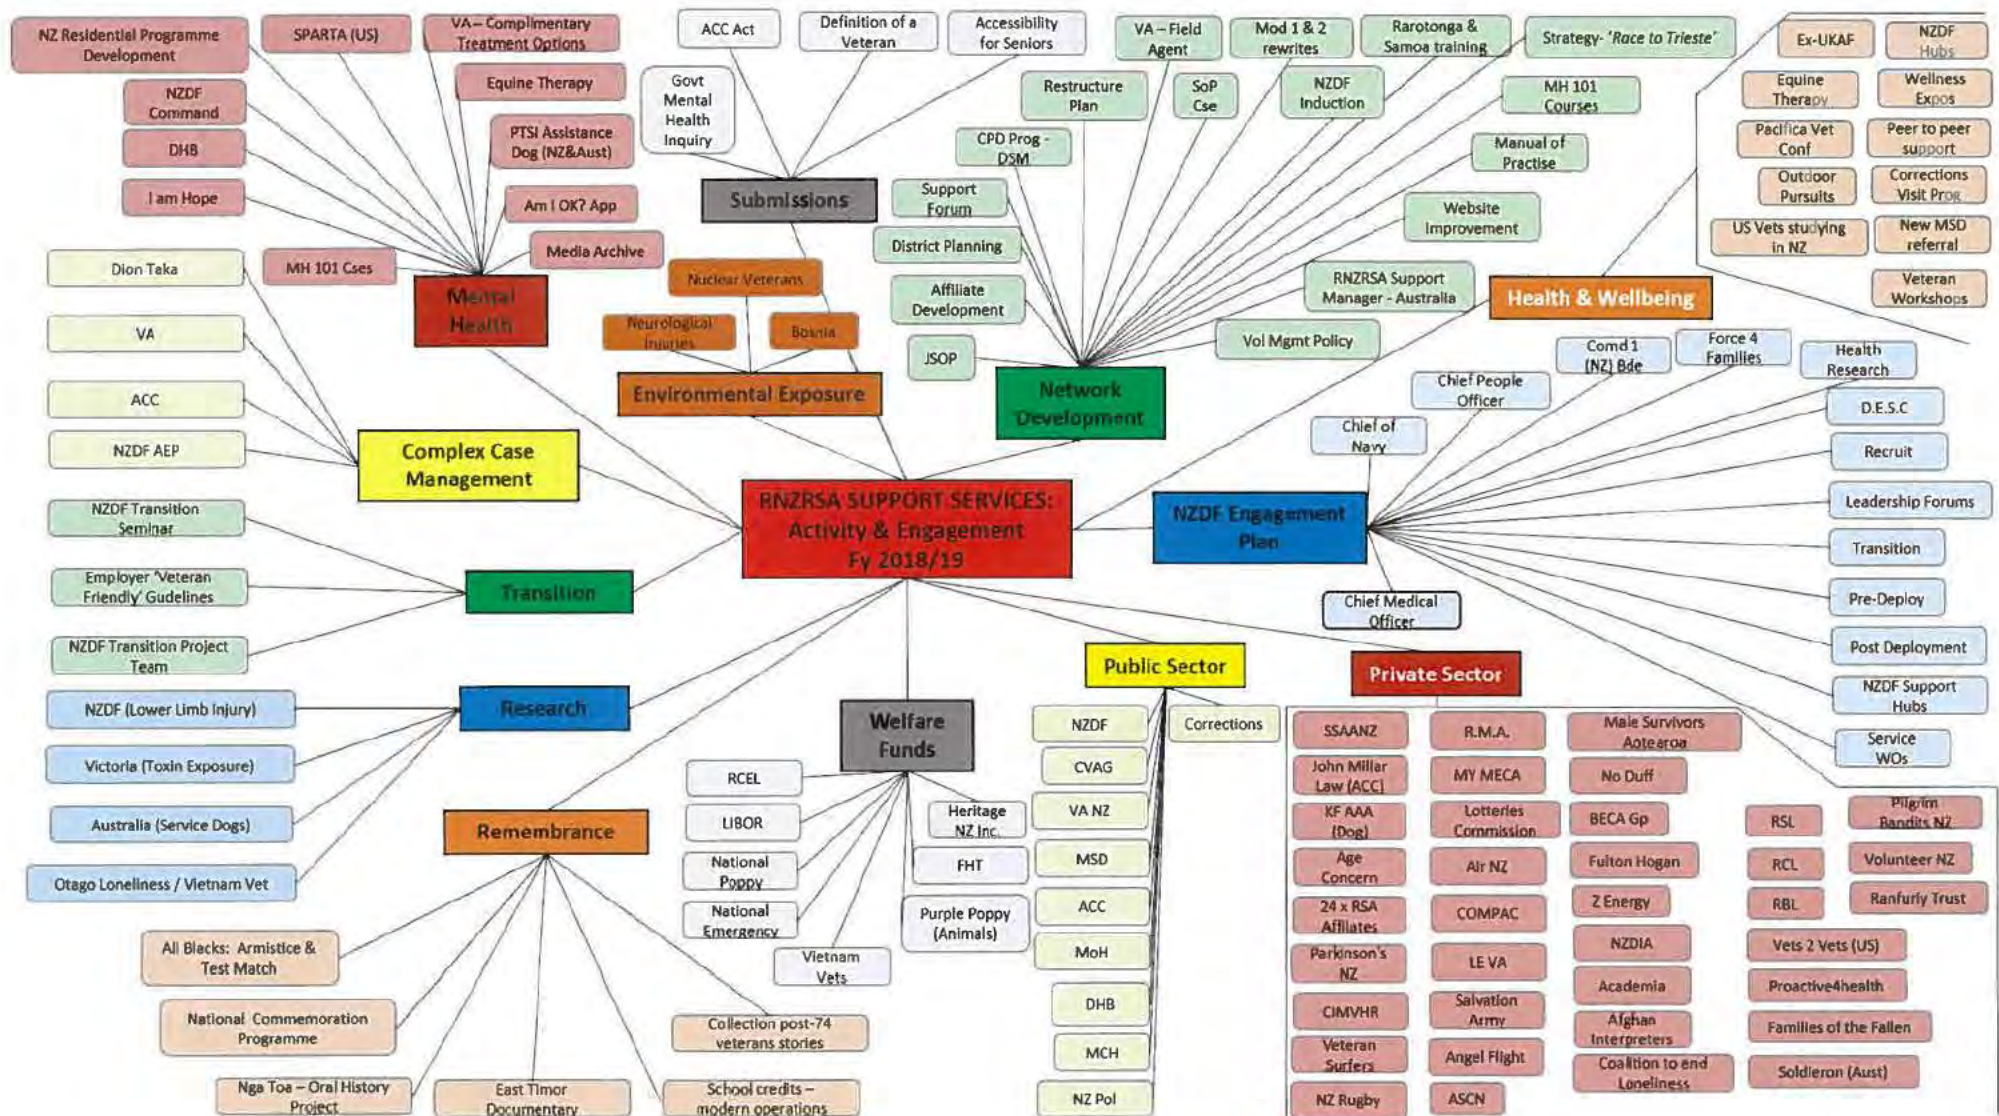 NZ Residential Programme
Development
SPARTA (US)
VA – Complimentary
Treatment Options
NZDF
Command
Equine Therapy
DHB
PTSI Assistance
Dog (NZ&Aust)
I am Hope
Am I OK? App
MH 101 Cses
Media Archive
Mental
Health
ACC Act
Definition of a
Veteran
Accessibility
for Seniors
Govt
Mental
Health
Inquiry
Submissions
Nuclear Veterans
Neurological
Injuries
Bosnia
Environmental Exposure
VA – Field
Agent
Mod 1 & 2
rewrites
Rarotonga &
Samoa training
Strategy- 'Race to Trieste'
Restructure
Plan
SoP
Cse
NZDF
Induction
MH 101
Courses
CPD Prog -
DSM
Manual of
Practise
Support
Forum
Website
Improvement
District Planning
Affiliate
Development
RNZRSA Support
Manager - Australia
JSOP
Vol Mgmt Policy
Network
Development
Ex-UKAF
NZDF
Hubs
Equine
Therapy
Wellness
Expos
Pacifica Vet
Conf
Peer to peer
support
Outdoor
Pursuits
Corrections
Visit Prog
US Vets studying
in NZ
New MSD
referral
Veteran
Workshops
Health & Wellbeing
Dion Taka
VA
ACC
NZDF AEP
Complex Case
Management
RNZRSA SUPPORT SERVICES:
Activity & Engagement
Fy 2018/19
Comd 1
(NZ) Bde
Force 4
Families
Health
Research
Chief People
Officer
D.E.S.C
Chief of
Navy
Recruit
Leadership Forums
NZDF Engagement
Plan
Transition
Chief Medical
Officer
Pre-Deploy
Post Deployment
NZDF Support
Hubs
Service
WOs
NZDF Transition
Seminar
Employer 'Veteran
Friendly' Gudelines
NZDF Transition Project
Team
Transition
NZDF (Lower Limb Injury)
Victoria (Toxin Exposure)
Australia (Service Dogs)
Otago Loneliness / Vietnam Vet
Research
Remembrance
All Blacks: Armistice &
Test Match
National Commemoration
Programme
Nga Toa – Oral History
Project
East Timor
Documentary
School credits –
modern operations
Collection post-74
veterans stories
Welfare
Funds
RCEL
LIBOR
National
Poppy
National
Emergency
Vietnam
Vets
Heritage
NZ Inc.
FHT
Purple Poppy
(Animals)
Public Sector
NZDF
Corrections
CVAG
VA NZ
MSD
ACC
MoH
DHB
MCH
NZ Pol
Private Sector
SSAANZ
John Millar
Law (ACC)
KF AAA
(Dog)
Age
Concern
24 x RSA
Affliates
Parkinson's
NZ
CIMVHR
Veteran
Surfers
NZ Rugby
R.M.A.
MY MECA
Lotteries
Commission
Air NZ
COMPAC
LE VA
Salvation
Army
Angel Flight
ASCN
Male Survivors
Aotearoa
No Duff
BECA Gp
Fulton Hogan
Z Energy
NZDIA
Academia
Afghan
Interpreters
Coalition to end
Loneliness
RSL
RCL
RBL
Vets 2 Vets (US)
Proactive4health
Families of the Fallen
Soldieron (Aust)
Pilgrim
Bandits NZ
Volunteer NZ
Ranfurly Trust